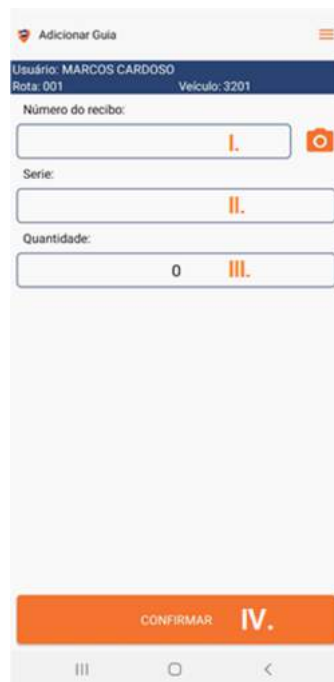 Adicionar Guia
Usuário: MARCOS CARDOSO
Rota: 001 Veículo: 3201
Número do recibo:
I.
Serie:
II.
Quantidade:
0 III.
CONFIRMAR IV.